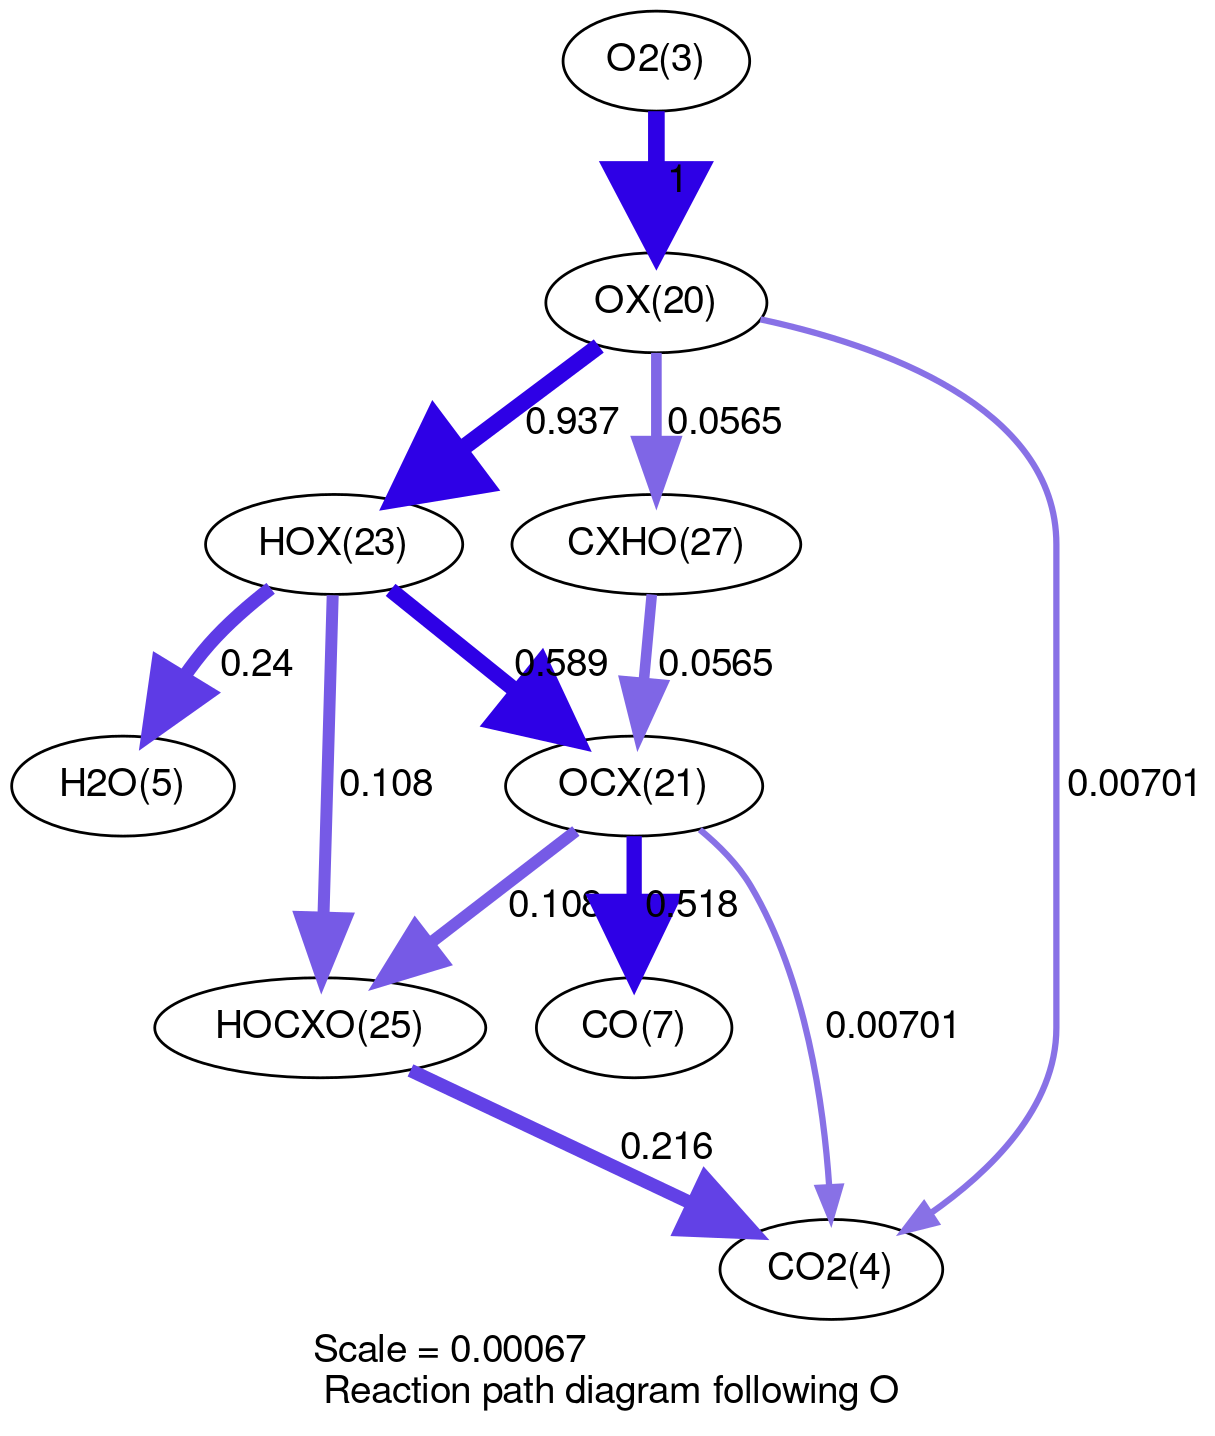 O2(3)
1
OX(20)
0.937
0.0565
HOX(23)
CXHO(27)
0.24
0.589
0.0565
H2O(5)
0.108
OCX(21)
0.00701
0.108
0.518
HOCXO(25)
CO(7)
0.00701
0.216
CO2(4)
Scale = 0.00067
Reaction path diagram following O